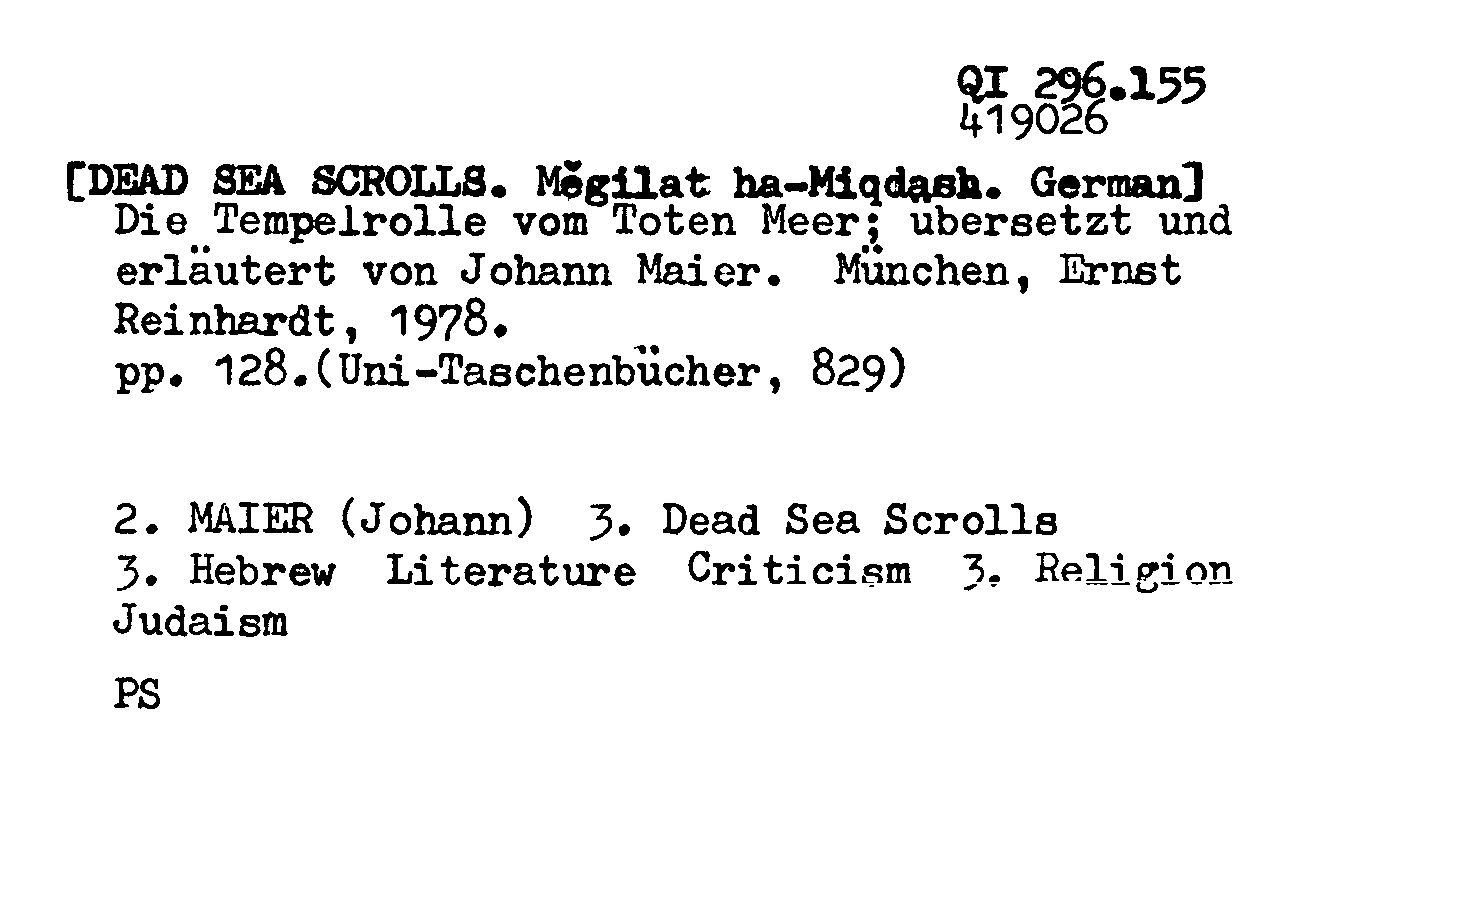 QI 296.155
419026
[DEAD SEA SCROLLS. Mĕgilat ha-Miqdash. German]
Die Tempelrolle vom Toten Meer; ubersetzt und
erläutert von Johann Maier. München, Ernst
Reinhardt, 1978.
pp. 128.(Uni-Taschenbücher, 829)
2. MAIER (Johann) 3. Dead Sea Scrolls
3. Hebrew Literature Criticism 3. Religion
Judaism
PS